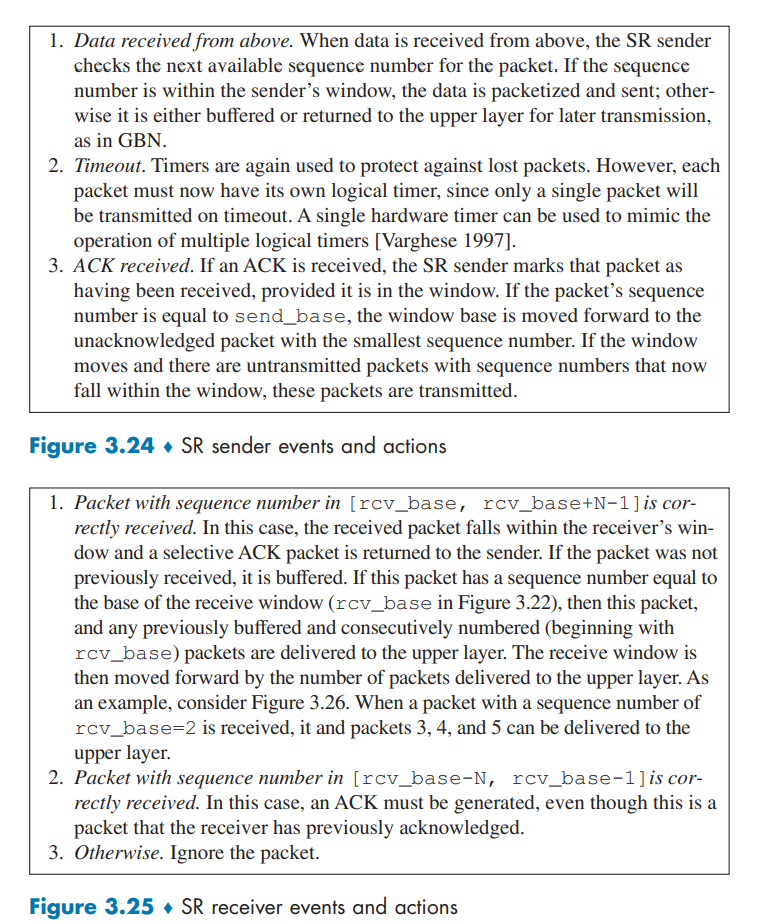 1. Data received from above. When data is received from above, the SR sender
checks the next available sequence number for the packet. If the sequence
number is within the sender's window, the data is packetized and sent; other-
wise it is either buffered or returned to the upper layer for later transmission,
as in GBN.
2. Timeout. Timers are again used to protect against lost packets. However, each
packet must now have its own logical timer, since only a single packet will
be transmitted on timeout. A single hardware timer can be used to mimic the
operation of multiple logical timers [Varghese 1997].
3. ACK received. If an ACK is received, the SR sender marks that packet as
having been received, provided it is in the window. If the packet's sequence
number is equal to send_base, the window base is moved forward to the
unacknowledged packet with the smallest sequence number. If the window
moves and there are untransmitted packets with sequence numbers that now
fall within the window, these packets are transmitted.
Figure 3.24 ♦ SR sender events and actions
1. Packet with sequence number in [rcv_base, rcv_base+N-1] is cor-
rectly received. In this case, the received packet falls within the receiver's win-
dow and a selective ACK packet is returned to the sender. If the packet was not
previously received, it is buffered. If this packet has a sequence number equal to
the base of the receive window (rcv_base in Figure 3.22), then this packet,
and any previously buffered and consecutively numbered (beginning with
rcv_base) packets are delivered to the upper layer. The receive window is
then moved forward by the number of packets delivered to the upper layer. As
an example, consider Figure 3.26. When a packet with a sequence number of
rcv_base=2 is received, it and packets 3, 4, and 5 can be delivered to the
upper layer.
2. Packet with sequence number in [rcv_base-N, rcv_base-1] is cor-
rectly received. In this case, an ACK must be generated, even though this is a
packet that the receiver has previously acknowledged.
3. Otherwise. Ignore the packet.
Figure 3.25 ♦ SR receiver events and actions